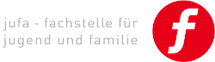 jufa - fachstelle für
jugend und familie
f